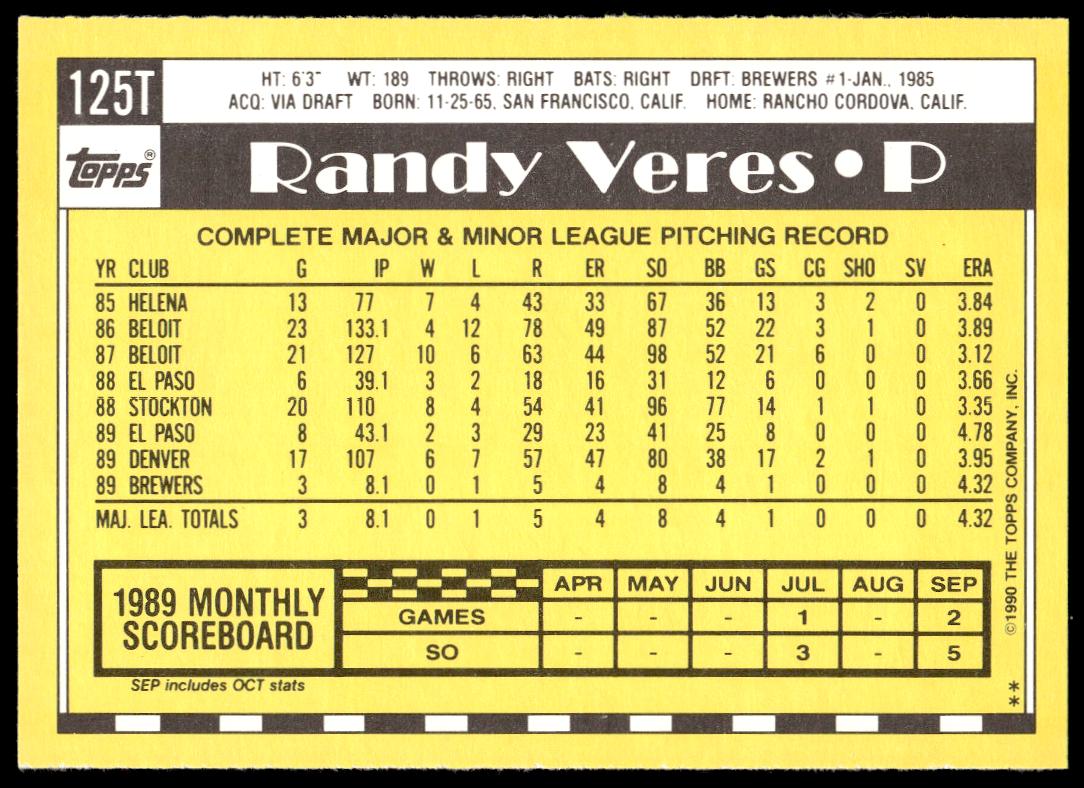 125T
HT: 6'3" WT: 189 THROWS: RIGHT BATS: RIGHT DRFT: BREWERS #1-JAN., 1985
ACQ: VIA DRAFT BORN: 11-25-65, SAN FRANCISCO, CALIF. HOME: RANCHO CORDOVA, CALIF.
TOPPS®
Randy Veres • P
COMPLETE MAJOR & MINOR LEAGUE PITCHING RECORD
YR CLUB G IP W L R ER SO BB GS CG SHO SV ERA
85 HELENA 13 77 7 4 43 33 67 36 13 3 2 0 3.84
86 BELOIT 23 133.1 4 12 78 49 87 52 22 3 1 0 3.89
87 BELOIT 21 127 10 6 63 44 98 52 21 6 0 0 3.12
88 EL PASO 6 39.1 3 2 18 16 31 12 6 0 0 0 3.66
88 STOCKTON 20 110 8 4 54 41 96 77 14 1 1 0 3.35
89 EL PASO 8 43.1 2 3 29 23 41 25 8 0 0 0 4.78
89 DENVER 17 107 6 7 57 47 80 38 17 2 1 0 3.95
89 BREWERS 3 8.1 0 1 5 4 8 4 1 0 0 0 4.32
MAJ. LEA. TOTALS 3 8.1 0 1 5 4 8 4 1 0 0 0 4.32
1989 MONTHLY
SCOREBOARD
APR MAY JUN JUL AUG SEP
GAMES - - - 1 - 2
SO - - - 3 - 5
SEP includes OCT stats
©1990 THE TOPPS COMPANY, INC.
**